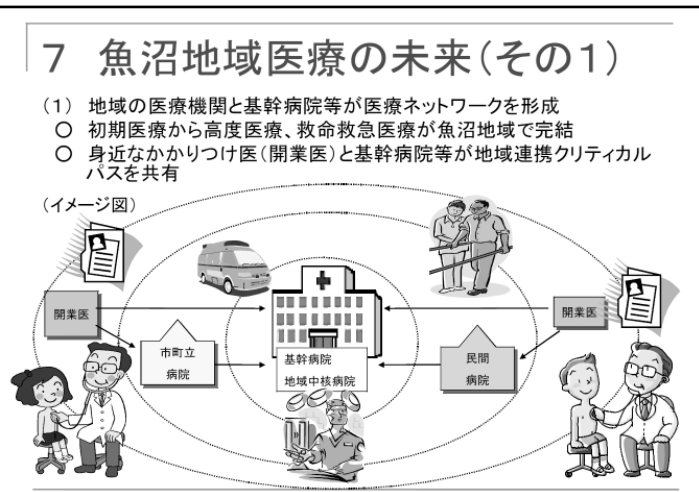 7 魚沼地域医療の未来(その1)
(1) 地域の医療機関と基幹病院等が医療ネットワークを形成
○ 初期医療から高度医療、救命救急医療が魚沼地域で完結
○ 身近なかかりつけ医(開業医)と基幹病院等が地域連携クリティカル
パスを共有
(イメージ図)
開業医
開業医
市町立
病院
基幹病院
地域中核病院
民間
病院